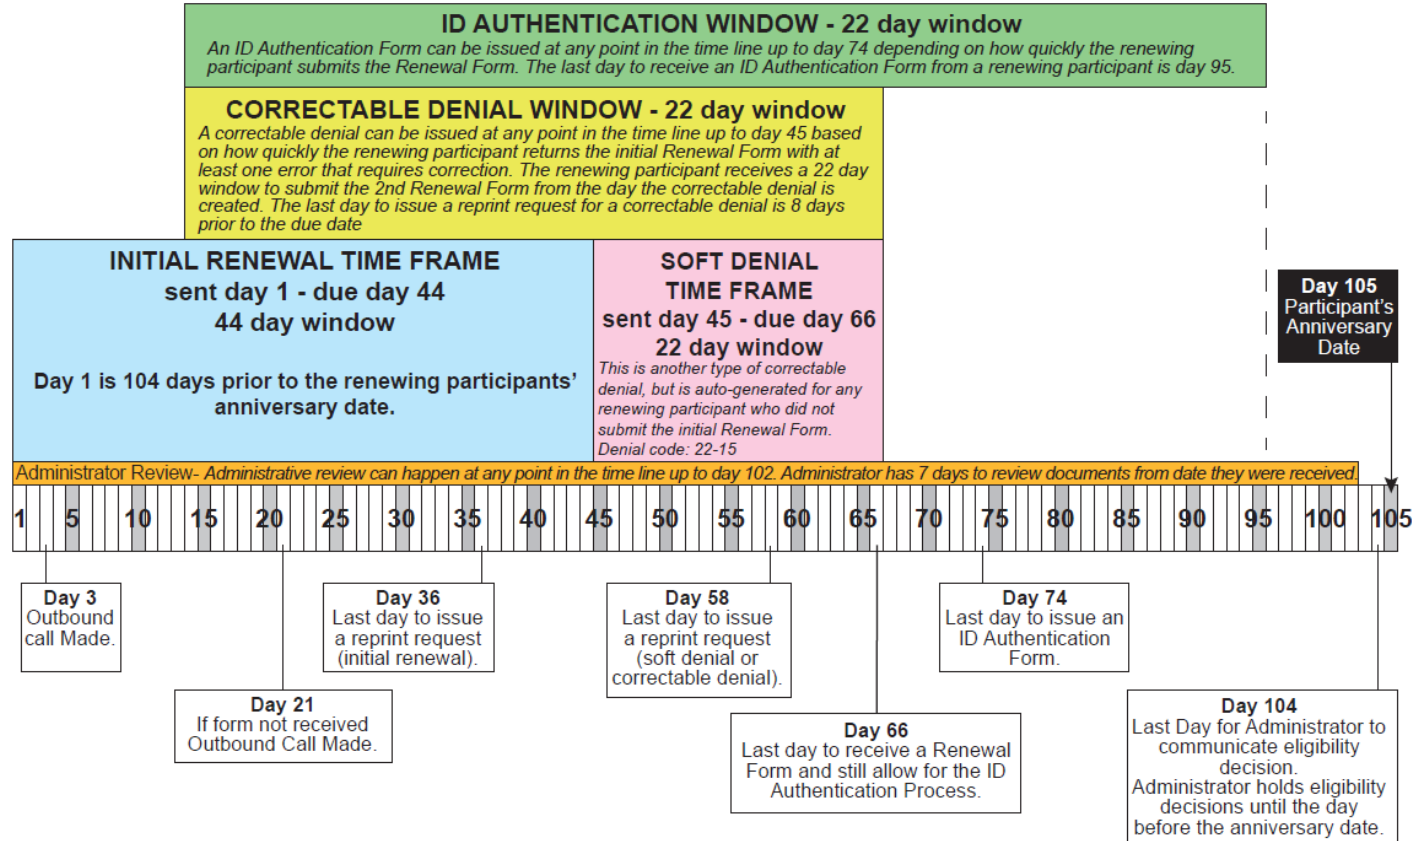 ID AUTHENTICATION WINDOW - 22 day window
An ID Authentication Form can be issued at any point in the time line up to day 74 depending on how quickly the renewing
participant submits the Renewal Form. The last day to receive an ID Authentication Form from a renewing participant is day 95.
CORRECTABLE DENIAL WINDOW - 22 day window
A correctable denial can be issued at any point in the time line up to day 45 based
on how quickly the renewing participant returns the initial Renewal Form with at
least one error that requires correction. The renewing participant receives a 22 day
window to submit the 2nd Renewal Form from the day the correctable denial is
created. The last day to issue a reprint request for a correctable denial is 8 days
prior to the due date
INITIAL RENEWAL TIME FRAME
sent day 1 - due day 44
44 day window
Day 1 is 104 days prior to the renewing participants'
anniversary date.
SOFT DENIAL
TIME FRAME
sent day 45 - due day 66
22 day window
This is another type of correctable
denial, but is auto-generated for any
renewing participant who did not
submit the initial Renewal Form.
Denial code: 22-15
Day 105
Participant's
Anniversary
Date
Administrator Review- Administrative review can happen at any point in the time line up to day 102. Administrator has 7 days to review documents from date they were received.
1 5 10 15 20 25 30 35 40 45 50 55 60 65 70 75 80 85 90 95 100 105
Day 3
Outbound
call Made.
Day 21
If form not received
Outbound Call Made.
Day 36
Last day to issue
a reprint request
(initial renewal).
Day 58
Last day to issue
a reprint request
(soft denial or
correctable denial).
Day 66
Last day to receive a Renewal
Form and still allow for the ID
Authentication Process.
Day 74
Last day to issue an
ID Authentication
Form.
Day 104
Last Day for Administrator to
communicate eligibility
decision.
Administrator holds eligibility
decisions until the day
before the anniversary date.